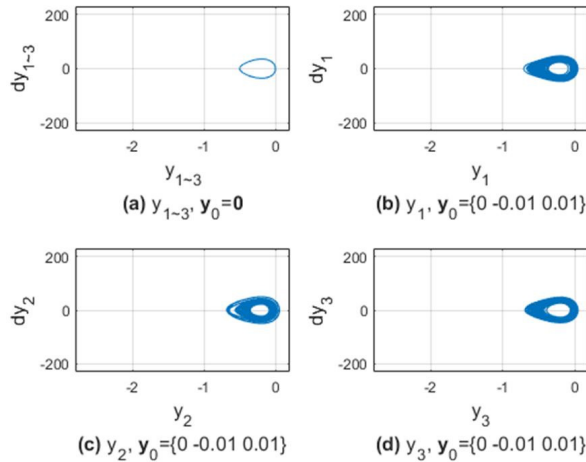 200
0
-200
dy1~3
-2 -1 0
y1~3
(a) y1~3, y0=0
200
0
-200
dy1
-2 -1 0
y1
(b) y1, y0={0 -0.01 0.01}
200
0
-200
dy2
-2 -1 0
y2
(c) y2, y0={0 -0.01 0.01}
200
0
-200
dy3
-2 -1 0
y3
(d) y3, y0={0 -0.01 0.01}